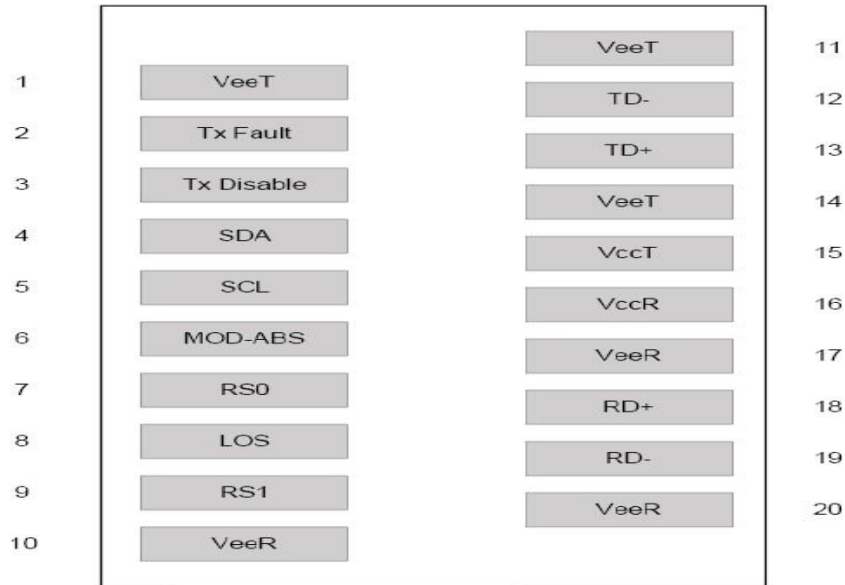 VeeT 11
1 VeeT
TD- 12
2 Tx Fault
TD+ 13
3 Tx Disable
VeeT 14
4 SDA
VccT 15
5 SCL
VccR 16
6 MOD-ABS
VeeR 17
7 RS0
RD+ 18
8 LOS
RD- 19
9 RS1
VeeR 20
10 VeeR